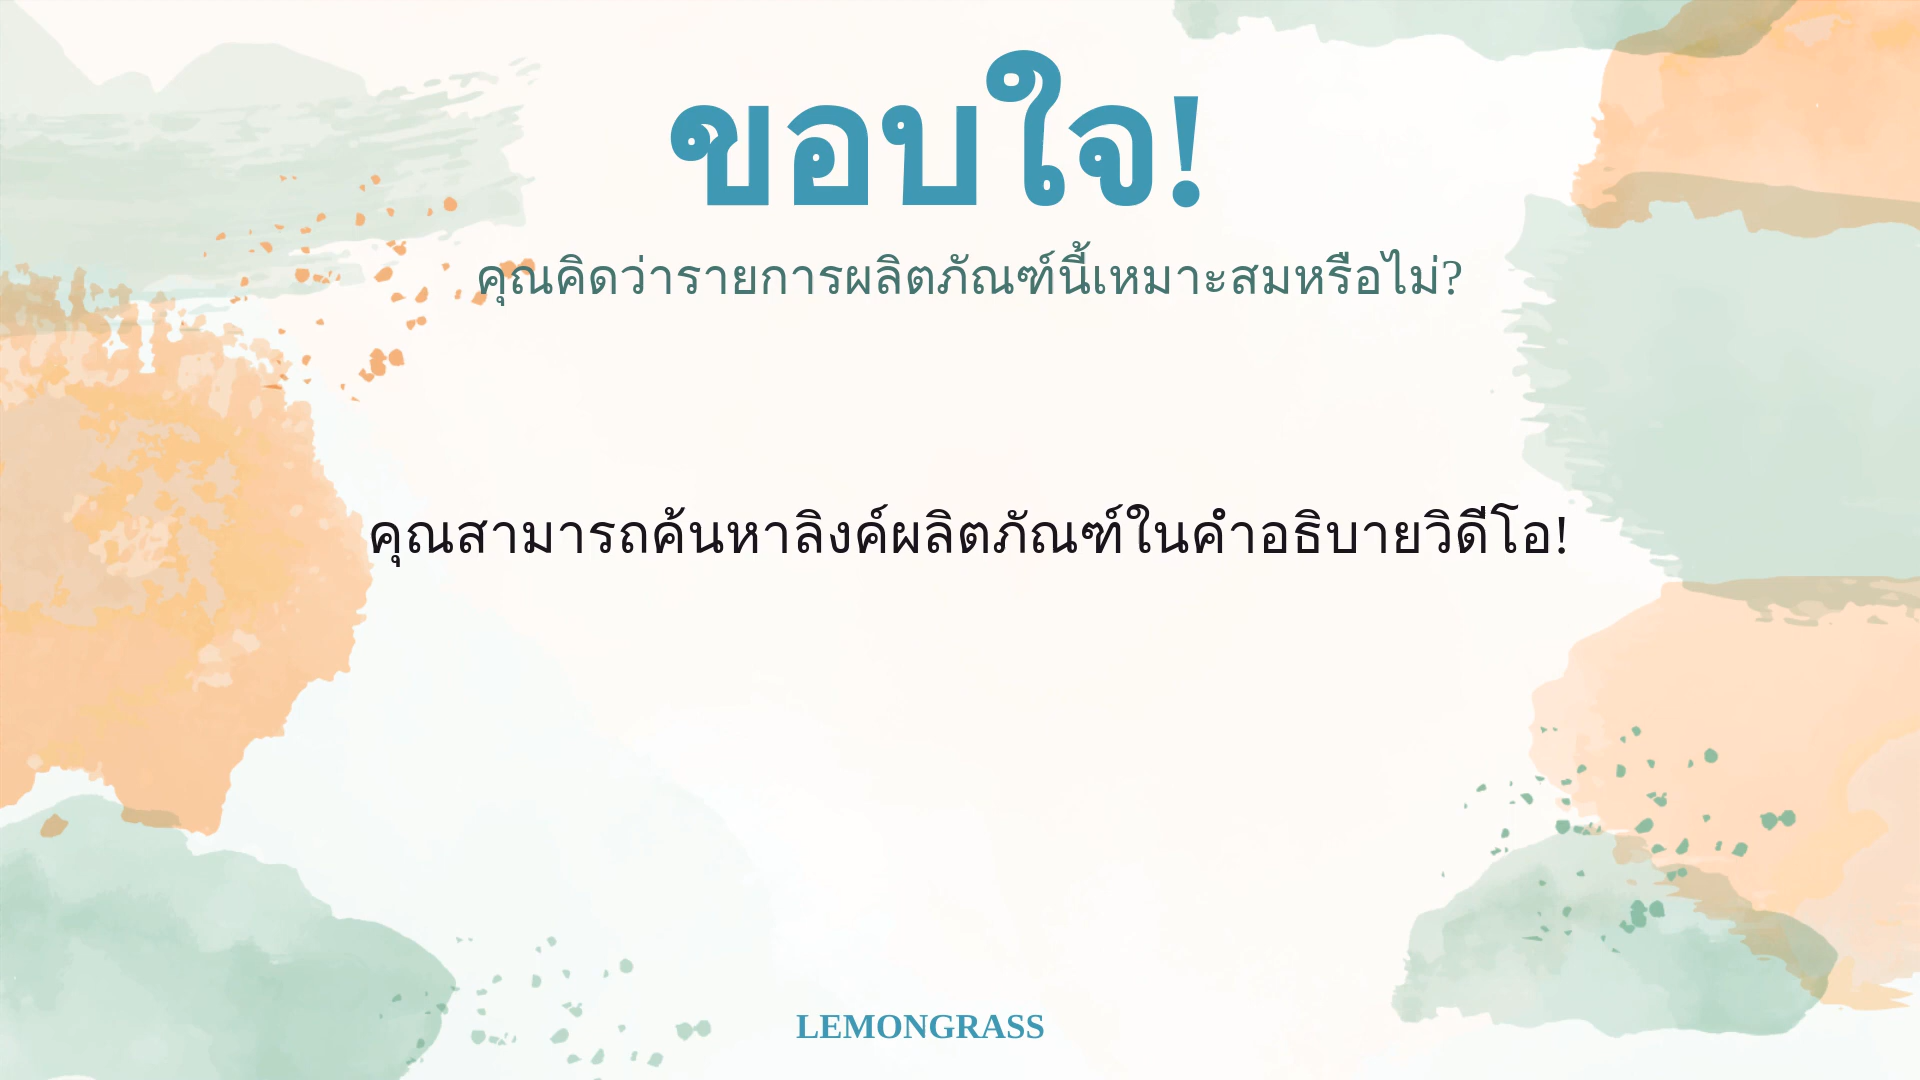 ขอบใจ!
คุณคิดว่ารายการผลิตภัณฑ์นี้เหมาะสมหรือไม่?
คุณสามารถค้นหาลิงค์ผลิตภัณฑ์ในคำอธิบายวิดีโอ!
LEMONGRASS